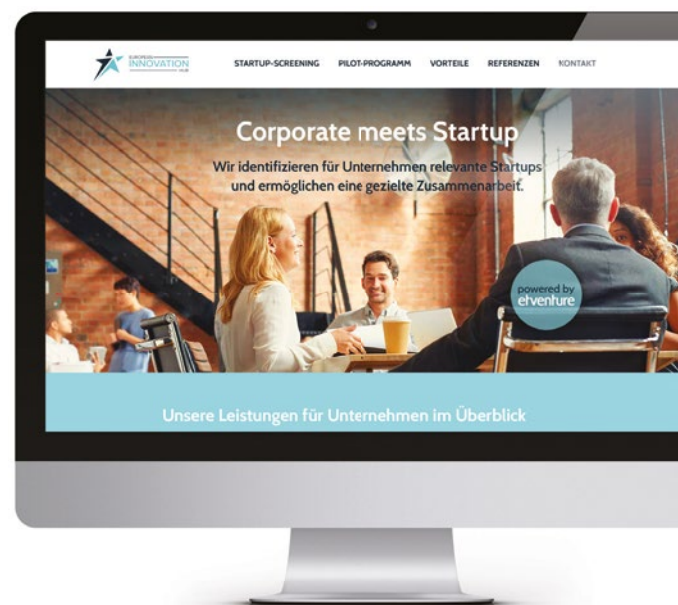 EUROPEAN
INNOVATION
HUB
STARTUP-SCREENING PILOT-PROGRAMM VORTEILE REFERENZEN KONTAKT
Corporate meets Startup
Wir identifizieren für Unternehmen relevante Startups
und ermöglichen eine gezielte Zusammenarbeit.
powered by
etventure
Unsere Leistungen für Unternehmen im Überblick